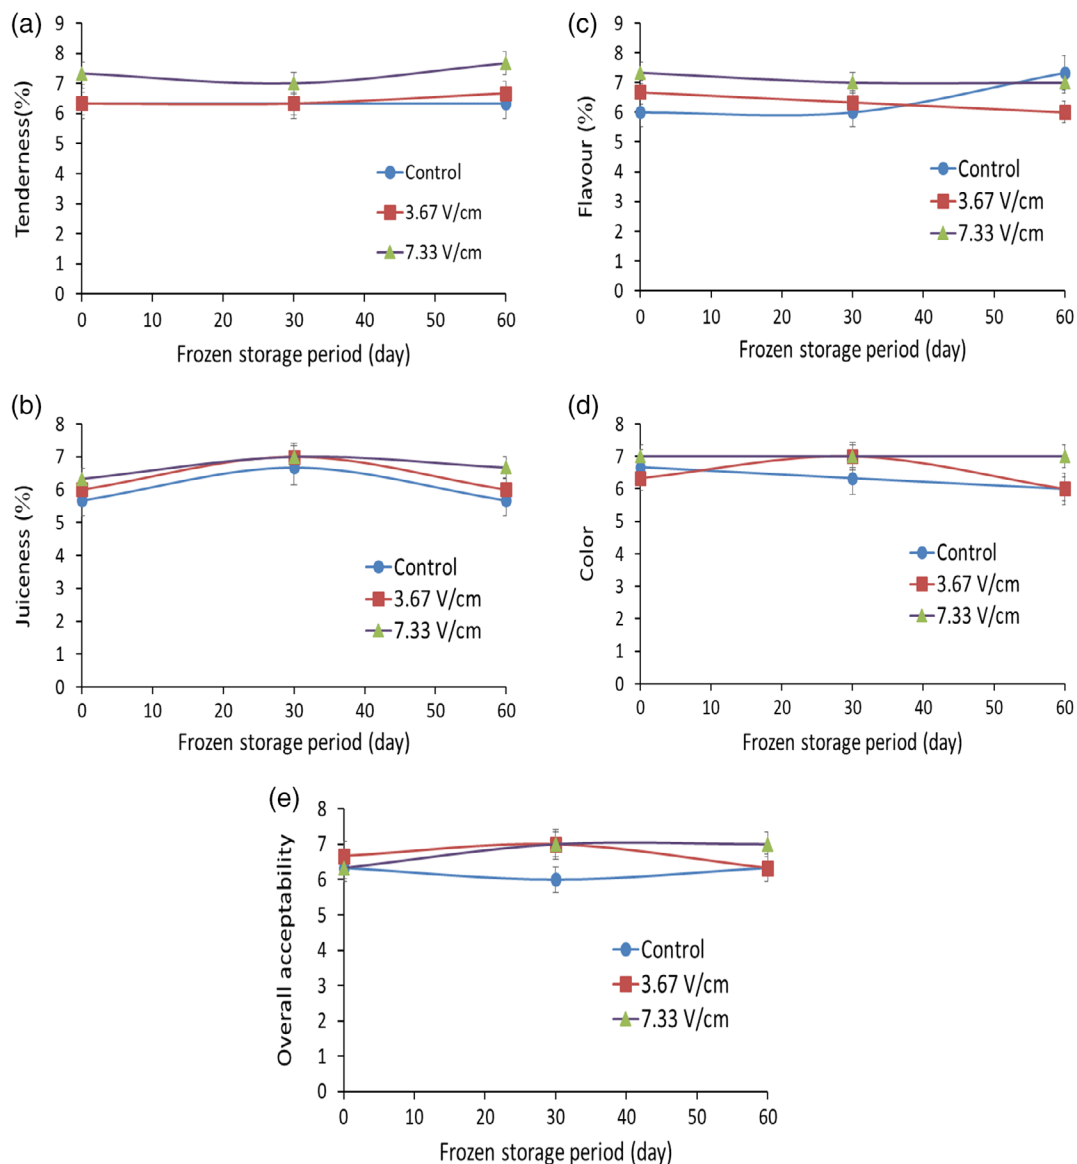 (a)
Tenderness(%)
9
8
7
6
5
4
3
2
1
0
0 10 20 30 40 50 60
Frozen storage period (day)
Control
3.67 V/cm
7.33 V/cm
(c)
Flavour (%)
9
8
7
6
5
4
3
2
1
0
0 10 20 30 40 50 60
Frozen storage period (day)
Control
3.67 V/cm
7.33 V/cm
(b)
Juiceness (%)
8
7
6
5
4
3
2
1
0
0 10 20 30 40 50 60
Frozen storage period (day)
Control
3.67 V/cm
7.33 V/cm
(d)
Color
8
7
6
5
4
3
2
1
0
0 10 20 30 40 50 60
Frozen storage period (day)
Control
3.67 V/cm
7.33 V/cm
(e)
Overall acceptability
8
7
6
5
4
3
2
1
0
0 10 20 30 40 50 60
Frozen storage period (day)
Control
3.67 V/cm
7.33 V/cm